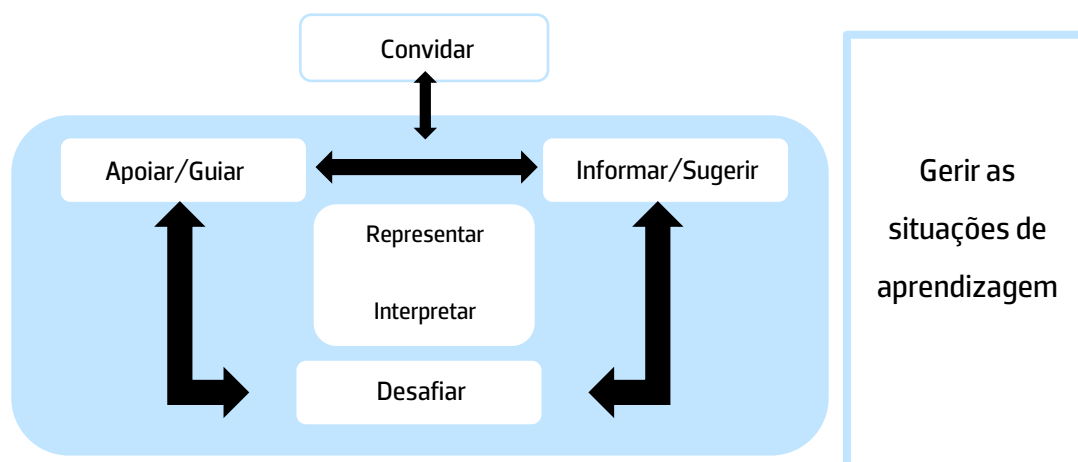 Convidar
Apoiar/Guiar
Informar/Sugerir
Representar
Interpretar
Desafiar
Gerir as
situações de
aprendizagem